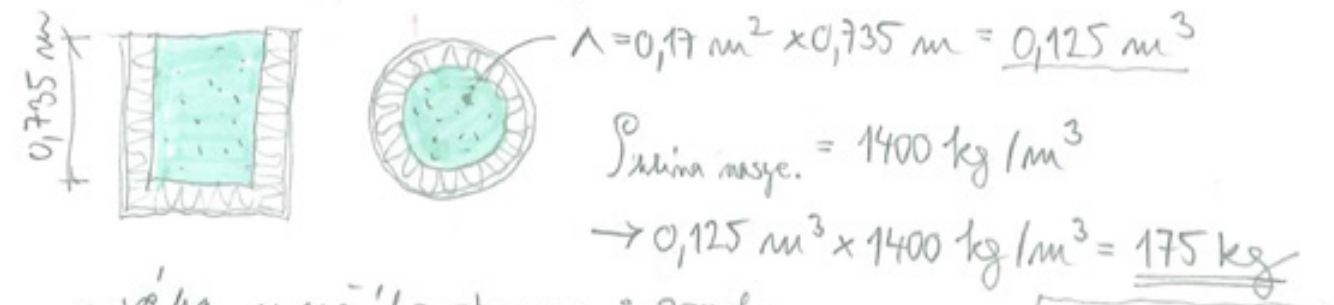 0,735 m
A = 0,17 m² × 0,735 m = 0,125 m³
= 1400 kg/m³
→ 0,125 m³ × 1400 kg/m³ = 175 kg